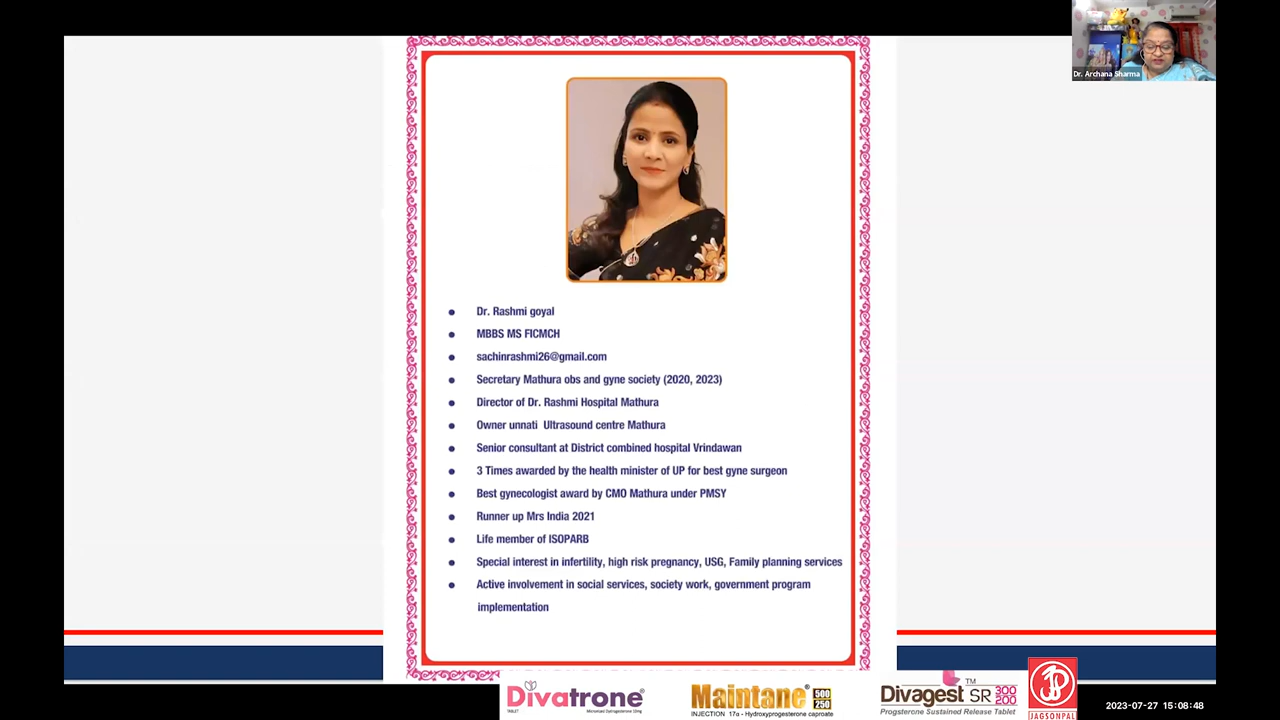 Dr. Archana Sharma
Dr. Rashmi goyal
MBBS MS FICMCH
sachinrashmi26@gmail.com
Secretary Mathura obs and gyne society (2020, 2023)
Director of Dr. Rashmi Hospital Mathura
Owner unnati Ultrasound centre Mathura
Senior consultant at District combined hospital Vrindawan
3 Times awarded by the health minister of UP for best gyne surgeon
Best gynecologist award by CMO Mathura under PMSY
Runner up Mrs India 2021
Life member of ISOPARB
Special interest in infertility, high risk pregnancy, USG, Family planning services
Active involvement in social services, society work, government program
implementation
Divatrone®
TABLET
Maintane® 500 250
INJECTION 17α - Hydroxyprogesterone caproate
Divagest SR™ 300 200
Progsterone Sustained Release Tablet
JAGSONPAL
2023-07-27 15:08:48